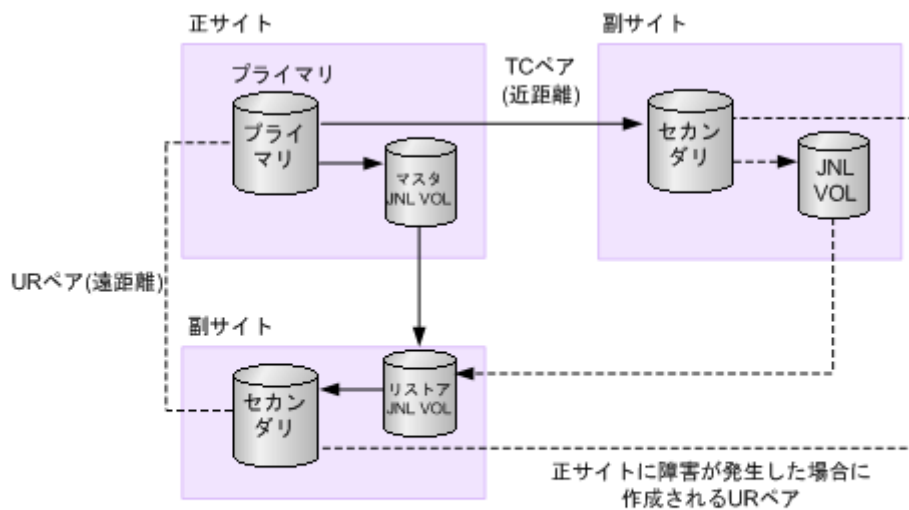 正サイト
副サイト
プライマリ
TCペア
(近距離)
プライ
マリ
セカン
ダリ
マスタ
JNL VOL
JNL
VOL
URペア(遠距離)
副サイト
セカン
ダリ
リストア
JNL VOL
正サイトに障害が発生した場合に
作成されるURペア